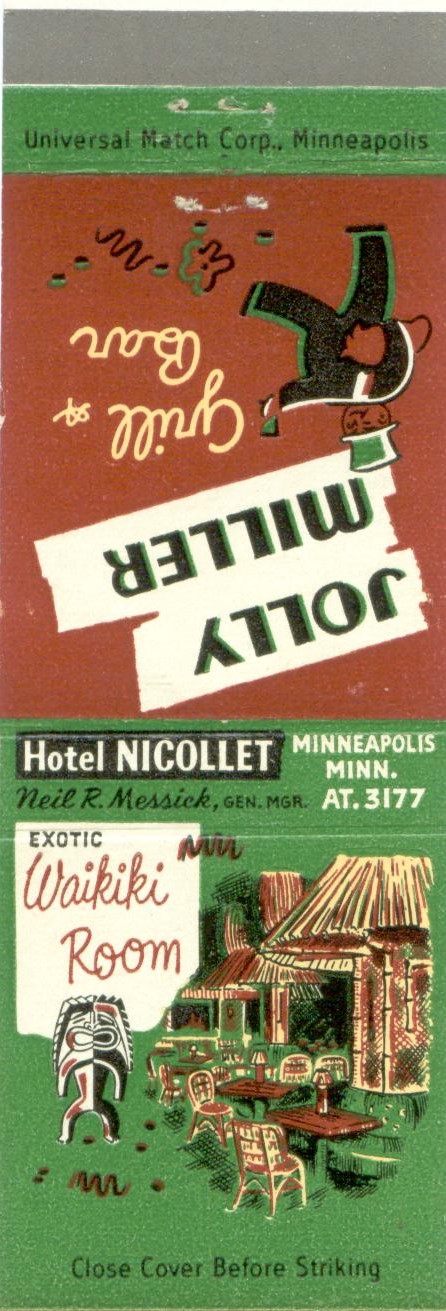 Universal Match Corp., Minneapolis
JOLLY
MILLER
Grill &
Bar
Hotel NICOLLET
MINNEAPOLIS
MINN.
Neil R. Messick, GEN. MGR.
AT. 3177
EXOTIC
Waikiki
Room
Close Cover Before Striking